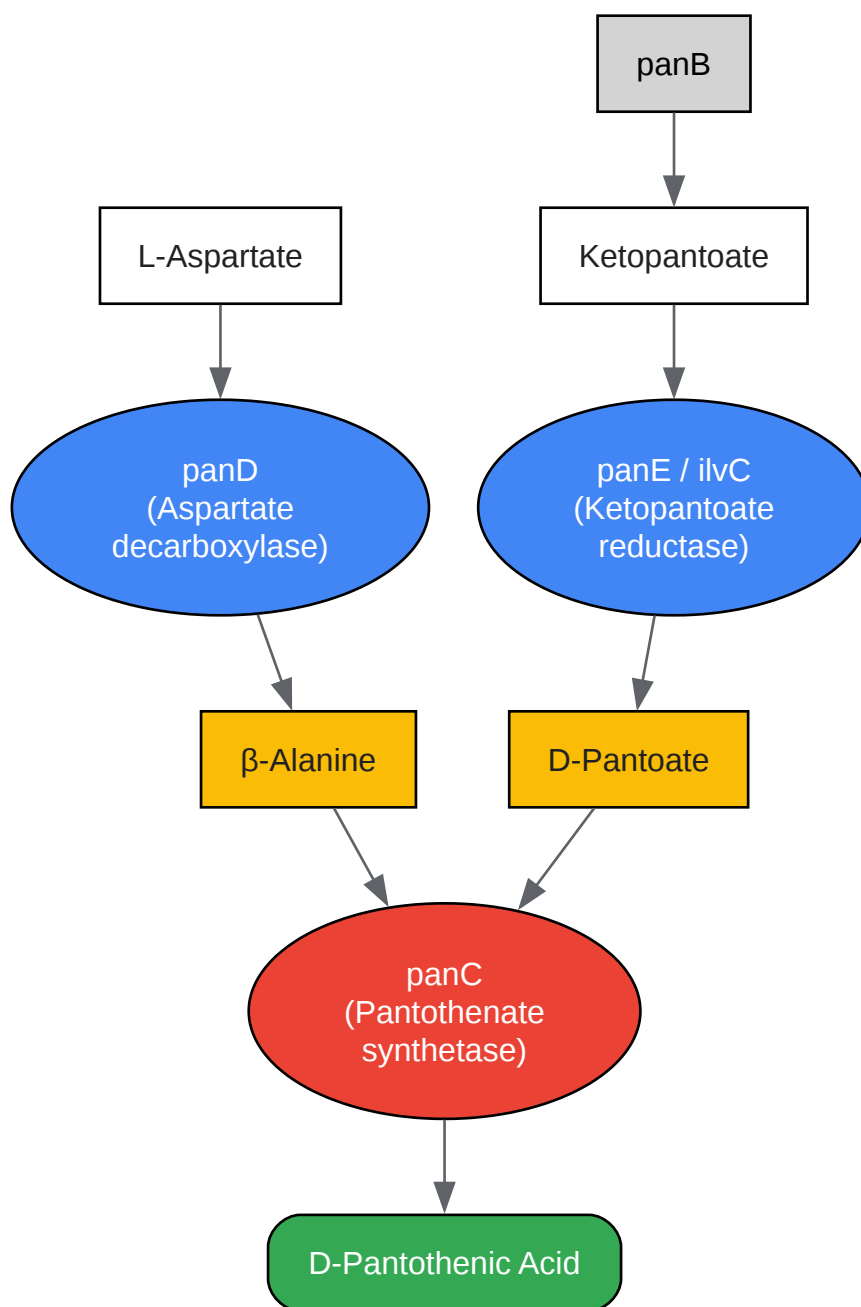 panB
L-Aspartate
Ketopantoate
panD
(Aspartate
decarboxylase)
panE / ilvC
(Ketopantoate
reductase)
β-Alanine
D-Pantoate
panC
(Pantothenate
synthetase)
D-Pantothenic Acid